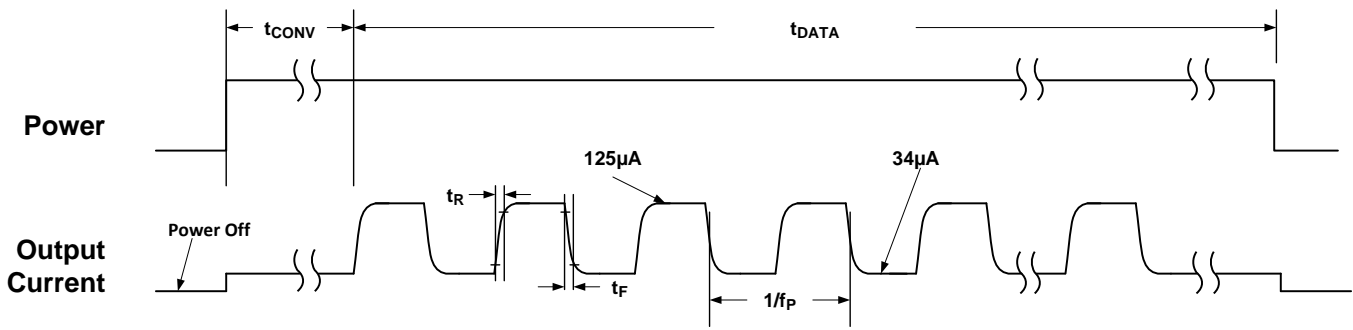 tCONV
tDATA
Power
125µA
34µA
tR
Power Off
Output
Current
tF
1/fP